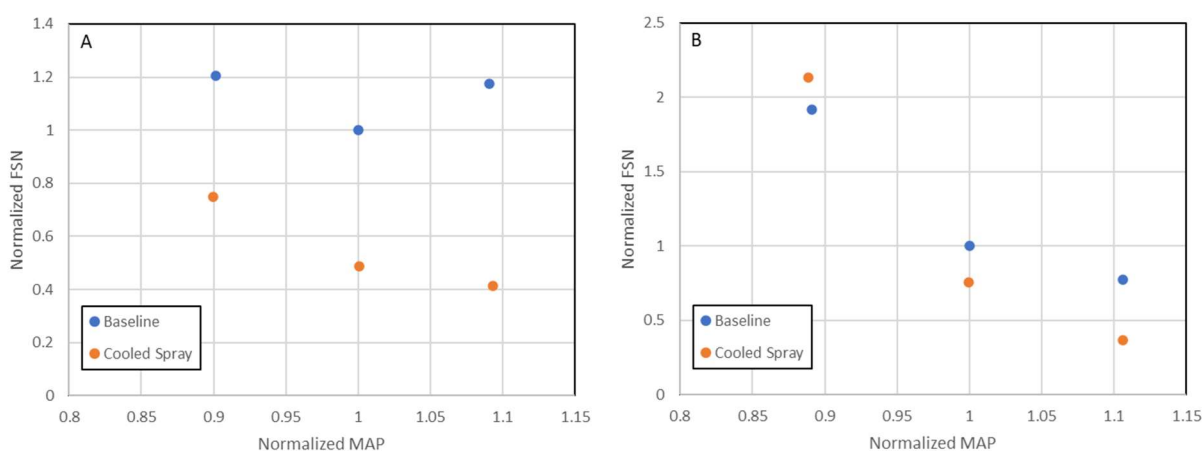 A
1.4
1.2
1
0.8
0.6
0.4
0.2
0
Normalized FSN
Baseline
Cooled Spray
0.8 0.85 0.9 0.95 1 1.05 1.1 1.15
Normalized MAP
B
2.5
2
1.5
1
0.5
0
Normalized FSN
Baseline
Cooled Spray
0.8 0.85 0.9 0.95 1 1.05 1.1 1.15
Normalized MAP